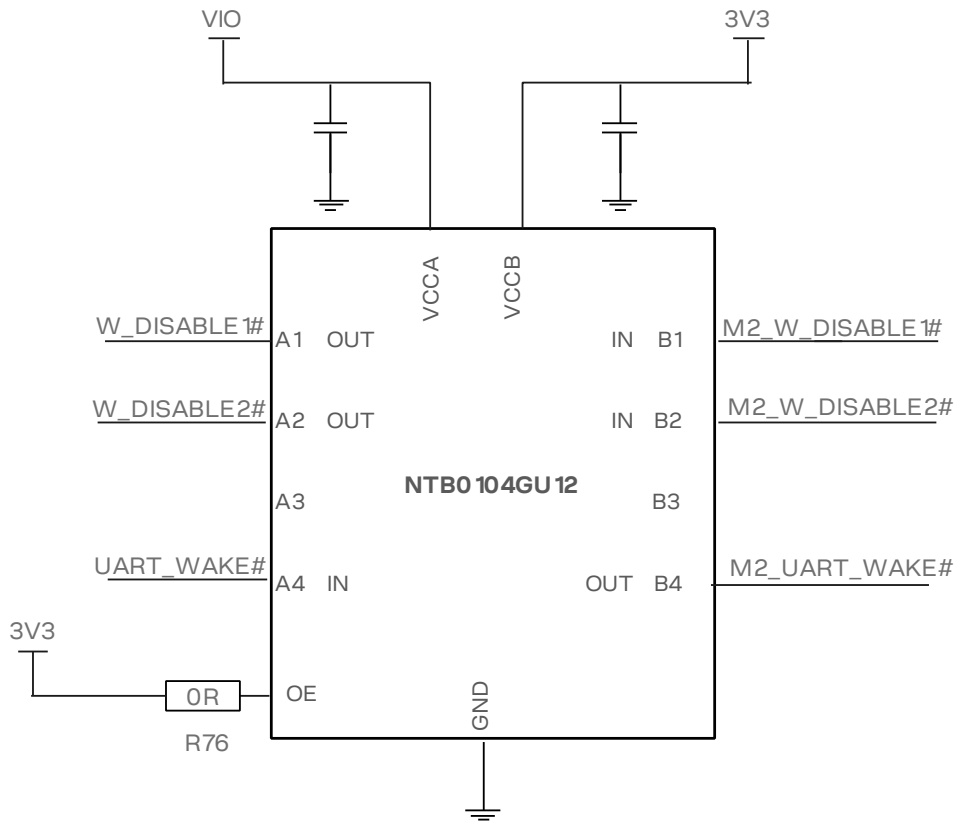 VIO 3V3
VCCA VCCB
W_DISABLE1# A1 OUT IN B1 M2_W_DISABLE1#
W_DISABLE2# A2 OUT IN B2 M2_W_DISABLE2#
NTB0104GU12
A3 B3
UART_WAKE# A4 IN OUT B4 M2_UART_WAKE#
3V3
0R OE GND
R76